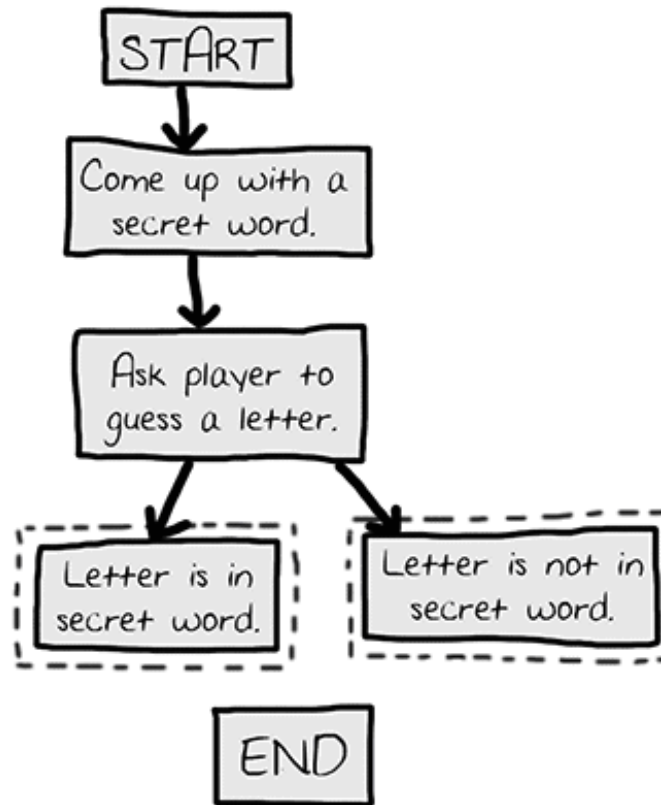 START
Come up with a
secret word.
Ask player to
guess a letter.
Letter is in
secret word.
Letter is not in
secret word.
END